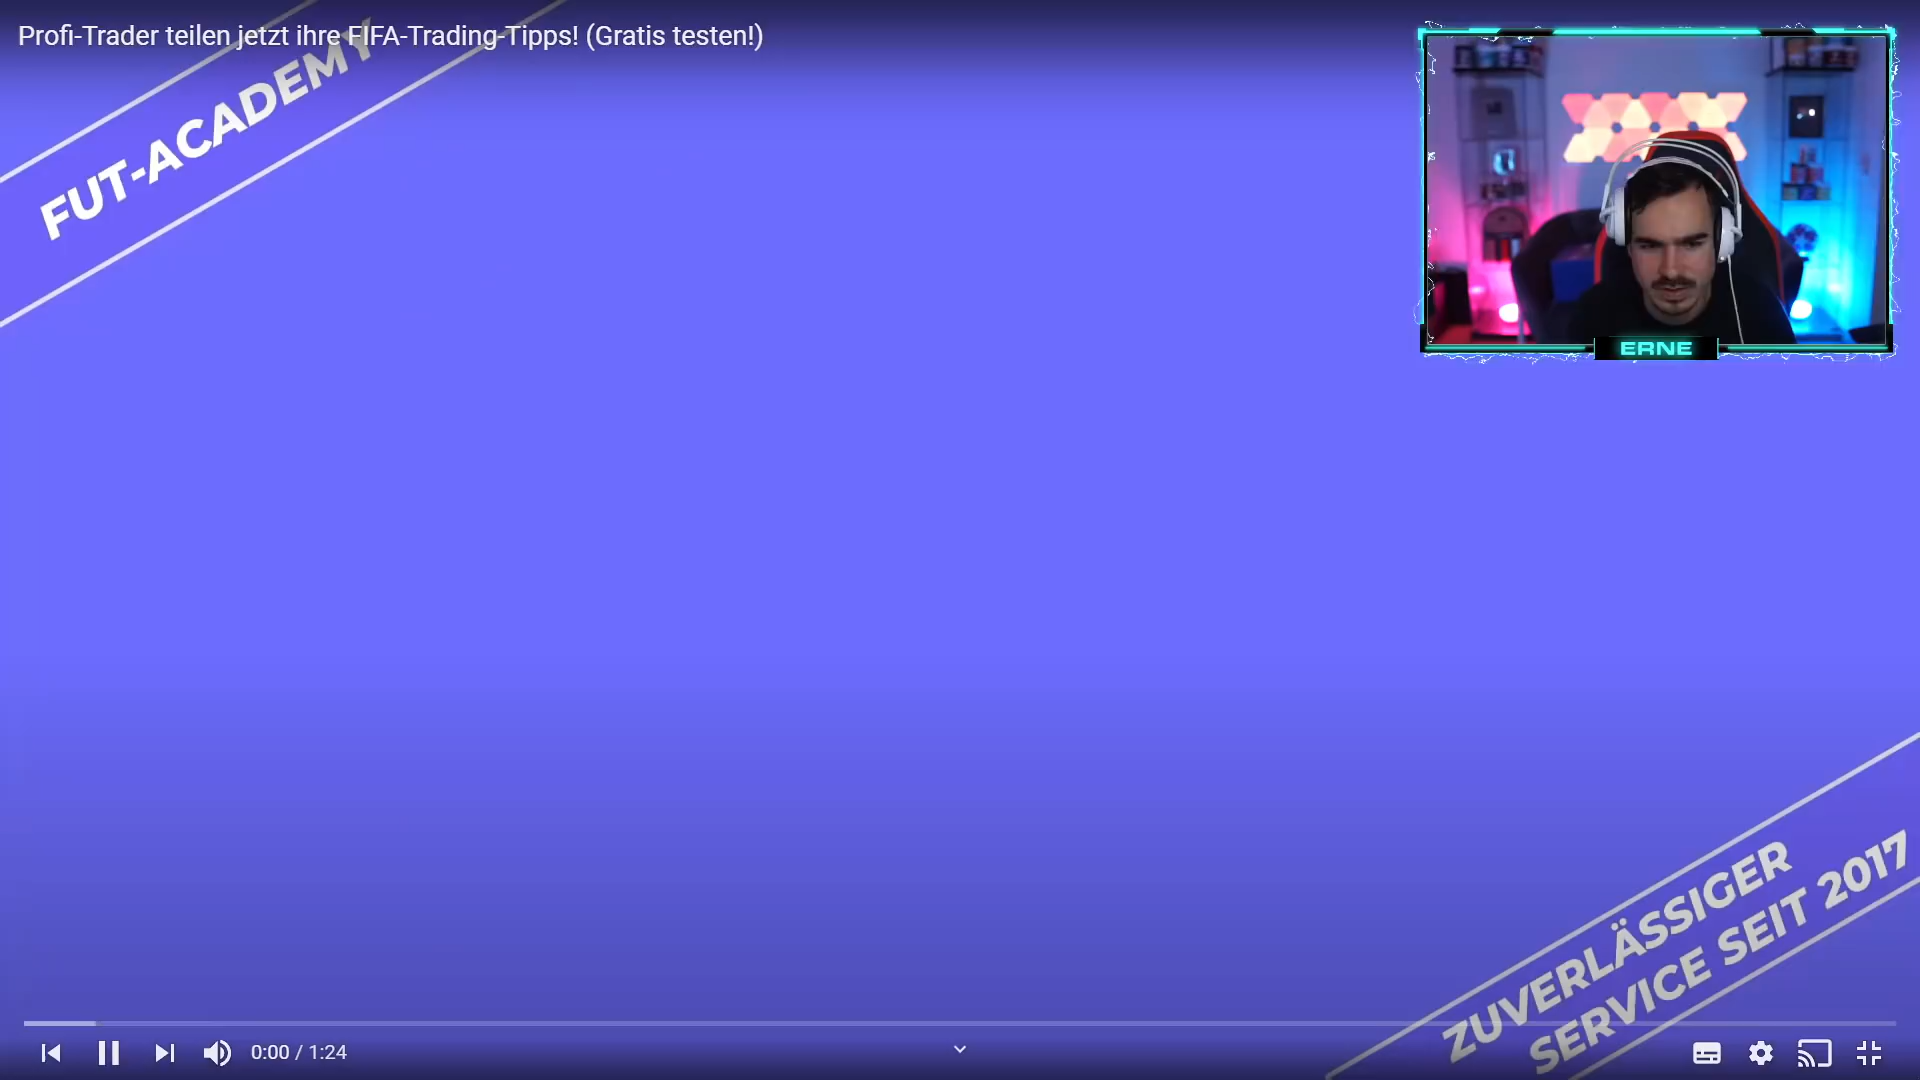 Profi-Trader teilen jetzt ihre FIFA-Trading-Tipps! (Gratis testen!)
FUT-ACADEMY
ERNE
ZUVERLÄSSIGER
SERVICE SEIT 2017
0:00 / 1:24